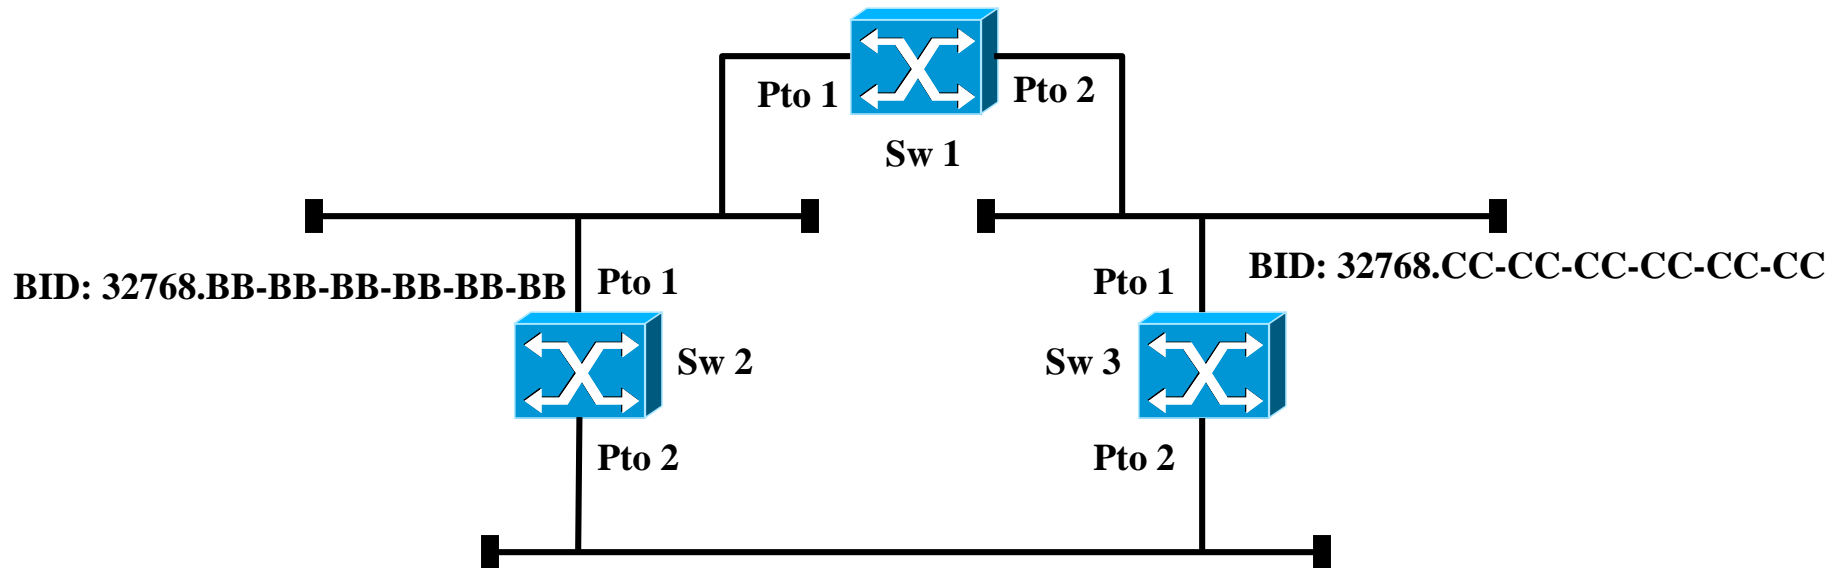 Pto 1
Pto 2
Sw 1
BID: 32768.BB-BB-BB-BB-BB-BB
Pto 1
Pto 1
BID: 32768.CC-CC-CC-CC-CC-CC
Sw 2
Sw 3
Pto 2
Pto 2